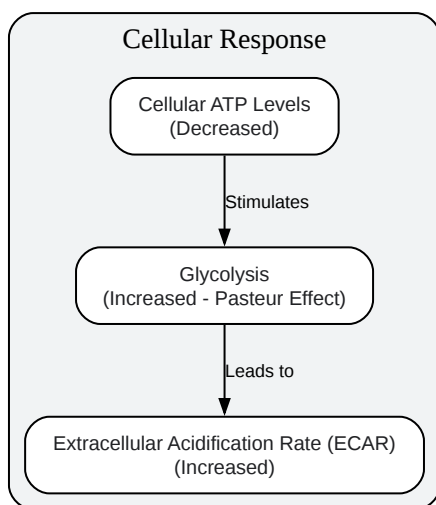 Cellular Response
Cellular ATP Levels
(Decreased)
Stimulates
Glycolysis
(Increased - Pasteur Effect)
Leads to
Extracellular Acidification Rate (ECAR)
(Increased)